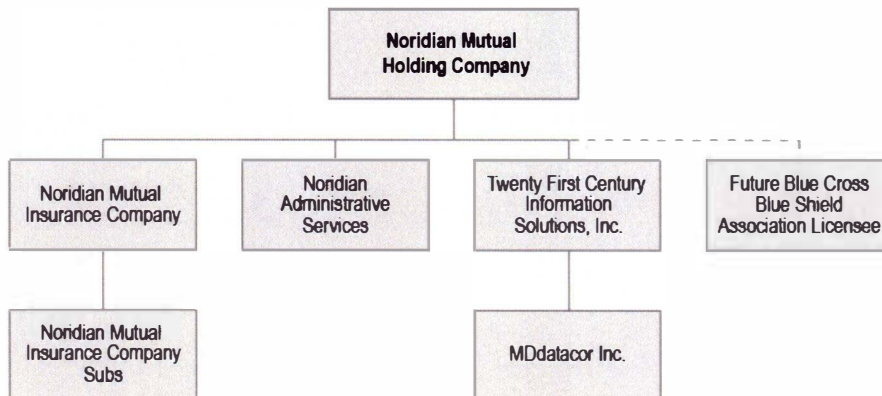 Noridian Mutual
Holding Company
Noridian Mutual
Insurance Company
Noridian
Administrative
Services
Twenty First Century
Information
Solutions, Inc.
Future Blue Cross
Blue Shield
Association Licensee
Noridian Mutual
Insurance Company
Subs
MDdatacor Inc.